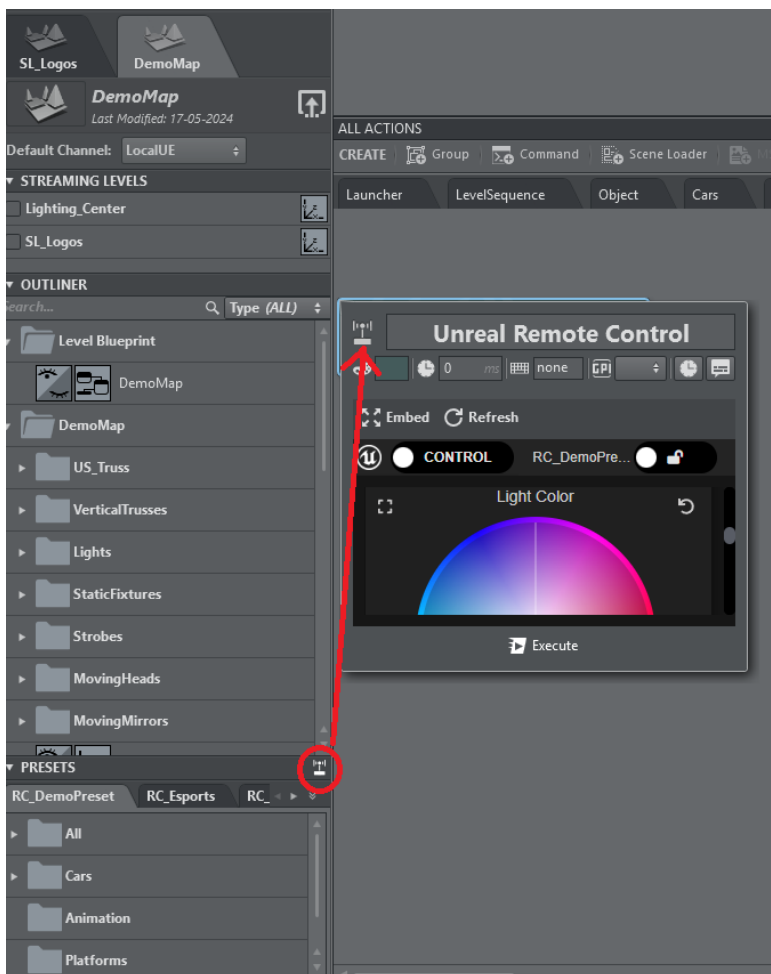 SL_Logos
DemoMap
DemoMap
Last Modified: 17-05-2024
Default Channel: LocalUE
STREAMING LEVELS
Lighting_Center
SL_Logos
OUTLINER
Search... Type (ALL)
Level Blueprint
DemoMap
DemoMap
US_Truss
VerticalTrusses
Lights
StaticFixtures
Strobes
MovingHeads
MovingMirrors
PRESETS
RC_DemoPreset RC_Esports RC_
All
Cars
Animation
Platforms
ALL ACTIONS
CREATE Group Command Scene Loader
Launcher LevelSequence Object Cars
Unreal Remote Control
0 ms none GPI
Embed Refresh
CONTROL RC_DemoPre...
Light Color
Execute